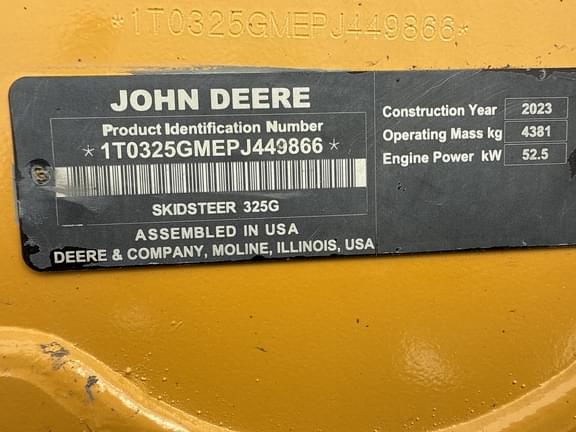 *1T0325GMEPJ449866*
JOHN DEERE
Product Identification Number
*1T0325GMEPJ449866*
SKIDSTEER 325G
ASSEMBLED IN USA
DEERE & COMPANY, MOLINE, ILLINOIS, USA
Construction Year 2023
Operating Mass kg 4381
Engine Power kW 52.5